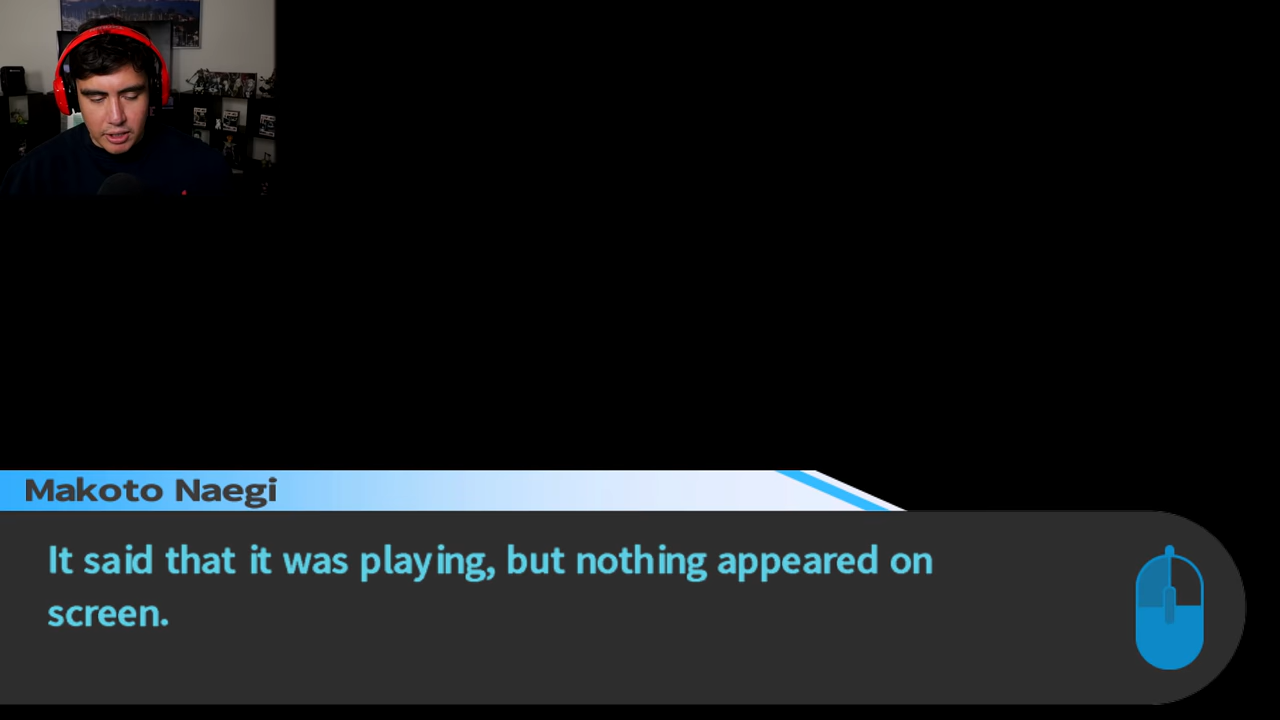 Makoto Naegi
It said that it was playing, but nothing appeared on
screen.